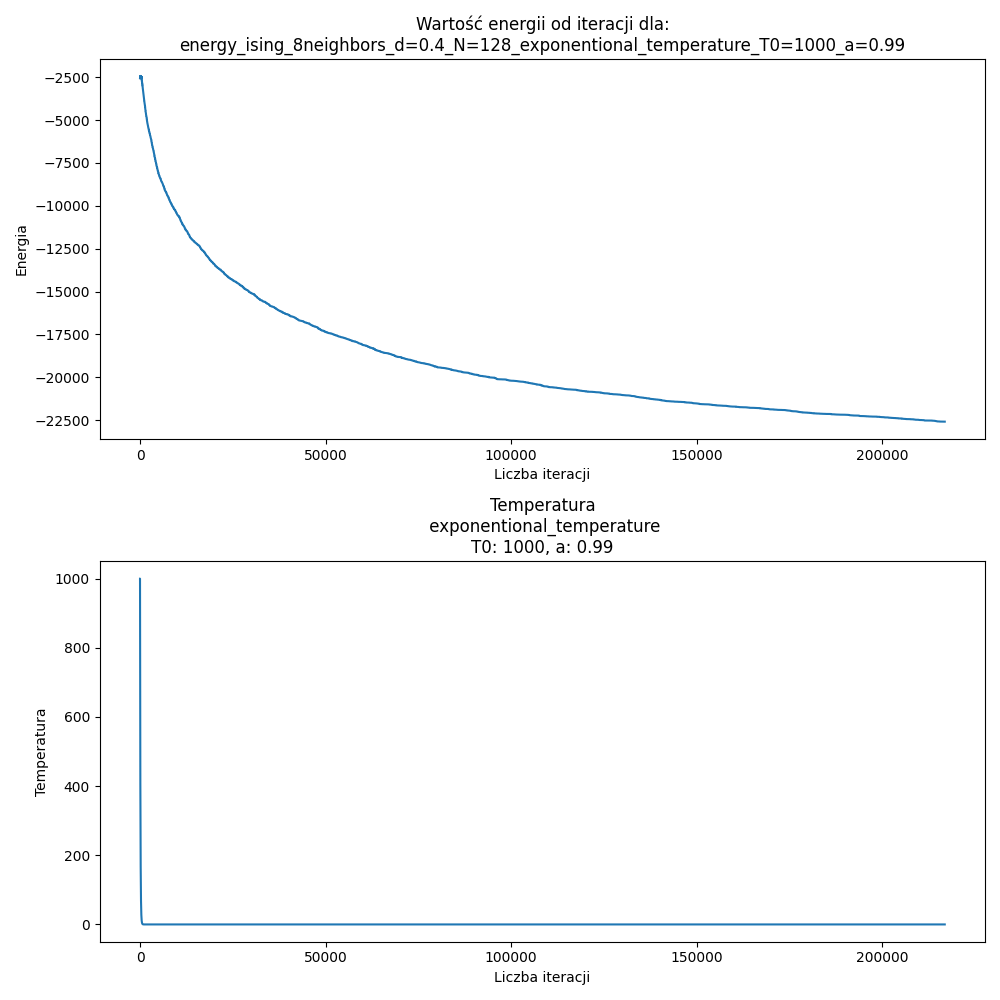 Wartość energii od iteracji dla:
energy_ising_8neighbors_d=0.4_N=128_exponentional_temperature_T0=1000_a=0.99
−2500
−5000
−7500
−10000
−12500
−15000
−17500
−20000
−22500
Energia
0
50000
100000
150000
200000
Liczba iteracji
Temperatura
exponentional_temperature
T0: 1000, a: 0.99
1000
800
600
400
200
0
Temperatura
0
50000
100000
150000
200000
Liczba iteracji